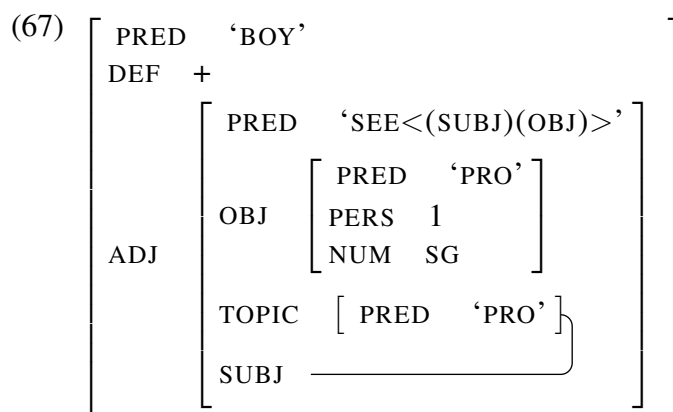 (67) PRED ‘BOY’
DEF +
PRED ‘SEE<(SUBJ)(OBJ)>’
PRED ‘PRO’
OBJ PERS 1
ADJ NUM SG
TOPIC [ PRED ‘PRO’ ]
SUBJ